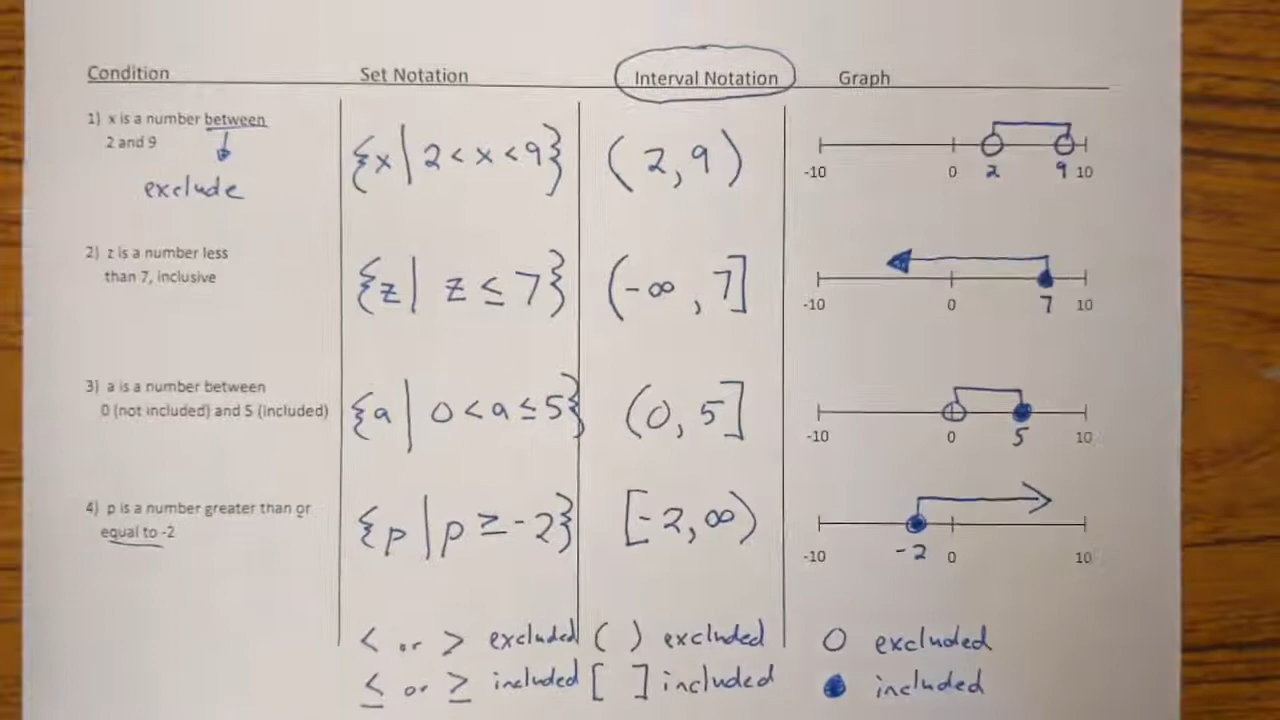 Condition Set Notation Interval Notation Graph
1) x is a number between
2 and 9
exclude
{x | 2 < x < 9} (2, 9)
-10 0 2 9 10
2) z is a number less
than 7, inclusive
{z | z ≤ 7} (-∞, 7]
-10 0 7 10
3) a is a number between
0 (not included) and 5 (included)
{a | 0 < a ≤ 5} (0, 5]
-10 0 5 10
4) p is a number greater than or
equal to -2
{p | p ≥ -2} [-2, ∞)
-10 -2 0 10
< or > excluded ( ) excluded ○ excluded
≤ or ≥ included [ ] included ● included